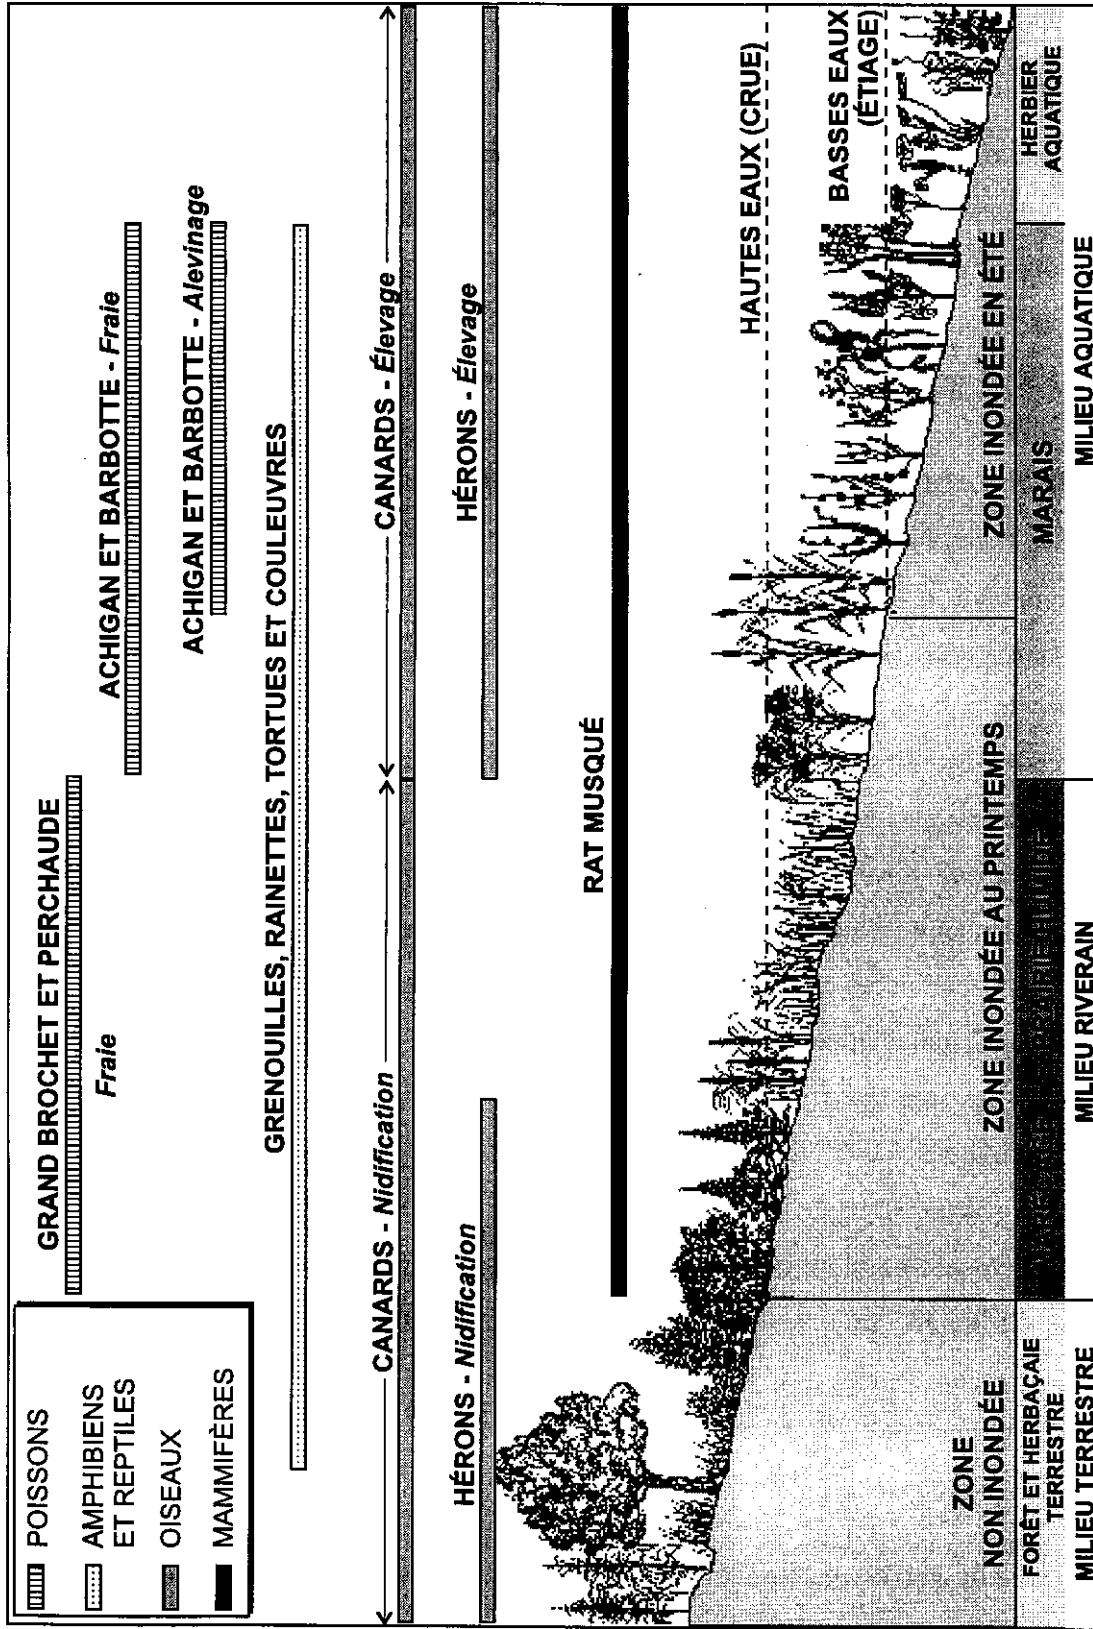 POISSONS
AMPHIBIENS
ET REPTILES
OISEAUX
MAMMIFÈRES
GRAND BROCHET ET PERCHAUDE
Fraie
ACHIGAN ET BARBOTTE - Fraie
ACHIGAN ET BARBOTTE - Alevinage
GRENOUILLES, RAINETTES, TORTUES ET COULEUVRES
CANARDS - Nidification
CANARDS - Élevage
HÉRONS - Nidification
HÉRONS - Élevage
RAT MUSQUÉ
HAUTES EAUX (CRUE)
BASSES EAUX
(ÉTIAGE)
ZONE
NON INONDÉE
ZONE INONDÉE AU PRINTEMPS
ZONE INONDÉE EN ÉTÉ
FORÊT ET HERBAÇAIE
TERRESTRE
PRAIRIE HUMIDE
MARAIS
HERBIER
AQUATIQUE
MILIEU TERRESTRE
MILIEU RIVERAIN
MILIEU AQUATIQUE